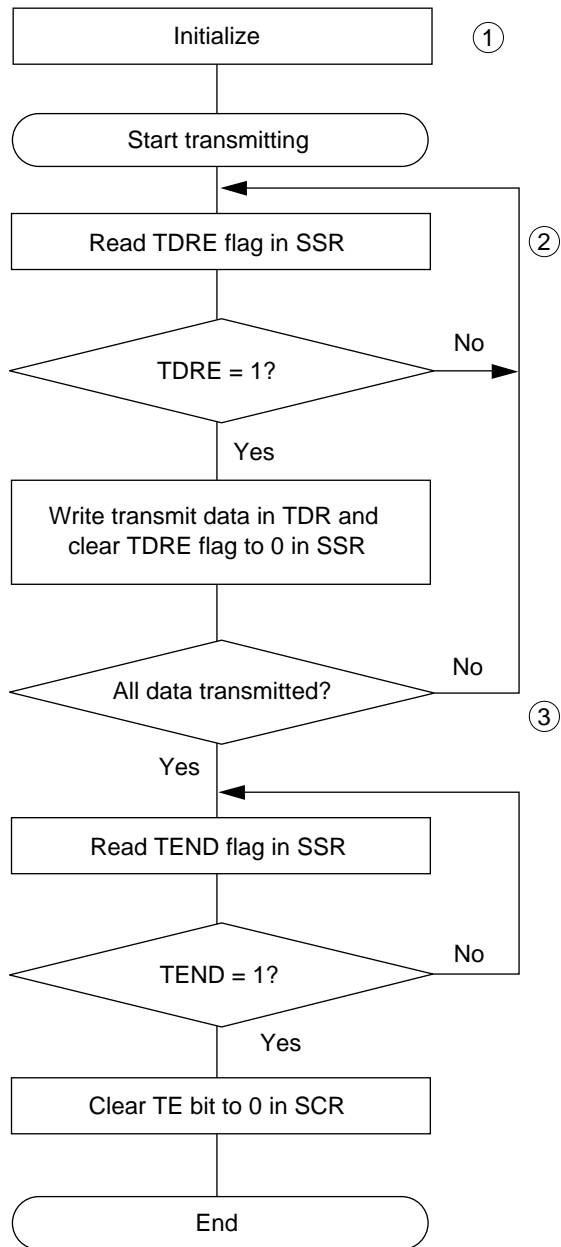 Initialize
①
Start transmitting
Read TDRE flag in SSR
②
TDRE = 1?
No
Yes
Write transmit data in TDR and
clear TDRE flag to 0 in SSR
All data transmitted?
No
③
Yes
Read TEND flag in SSR
TEND = 1?
No
Yes
Clear TE bit to 0 in SCR
End